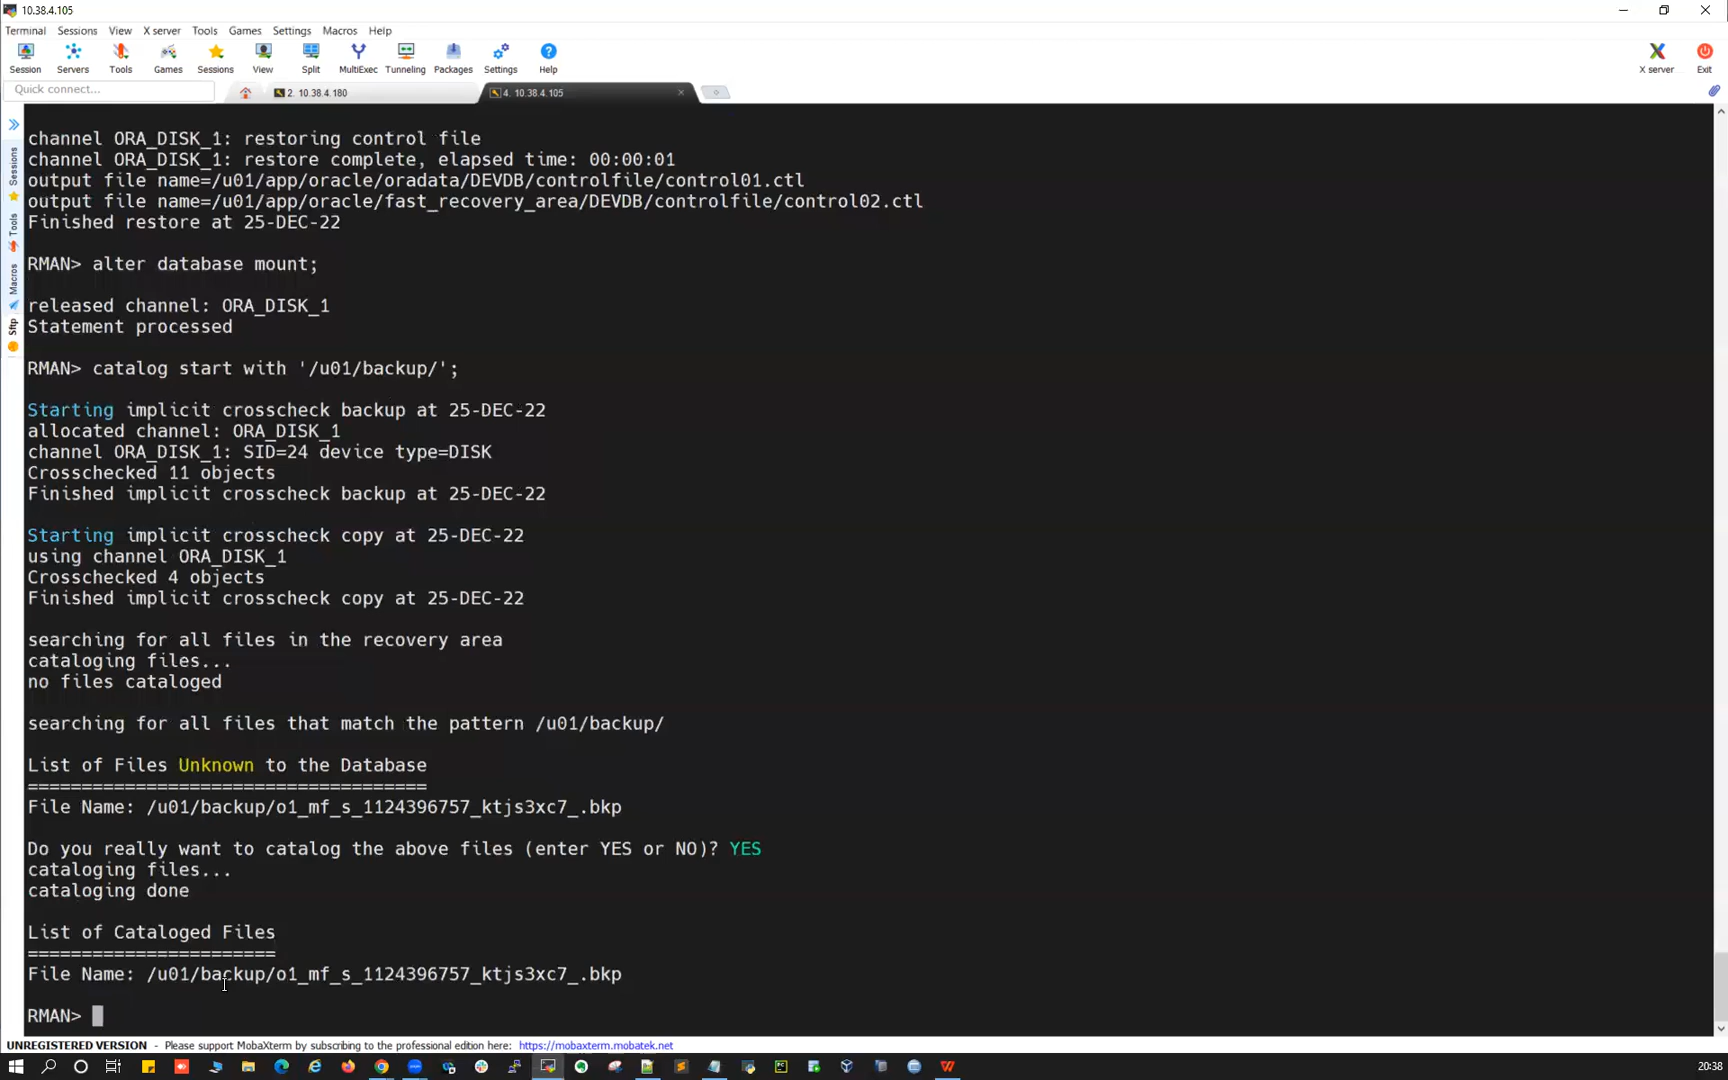 10.38.4.105
Terminal Sessions View X server Tools Games Settings Macros Help
Session Servers Tools Games Sessions View Split MultiExec Tunneling Packages Settings Help X server Exit
Quick connect... 2. 10.38.4.180 4. 10.38.4.105
Sessions
Tools
Macros
Sftp
channel ORA_DISK_1: restoring control file
channel ORA_DISK_1: restore complete, elapsed time: 00:00:01
output file name=/u01/app/oracle/oradata/DEVDB/controlfile/control01.ctl
output file name=/u01/app/oracle/fast_recovery_area/DEVDB/controlfile/control02.ctl
Finished restore at 25-DEC-22
RMAN> alter database mount;
released channel: ORA_DISK_1
Statement processed
RMAN> catalog start with '/u01/backup/';
Starting implicit crosscheck backup at 25-DEC-22
allocated channel: ORA_DISK_1
channel ORA_DISK_1: SID=24 device type=DISK
Crosschecked 11 objects
Finished implicit crosscheck backup at 25-DEC-22
Starting implicit crosscheck copy at 25-DEC-22
using channel ORA_DISK_1
Crosschecked 4 objects
Finished implicit crosscheck copy at 25-DEC-22
searching for all files in the recovery area
cataloging files...
no files cataloged
searching for all files that match the pattern /u01/backup/
List of Files Unknown to the Database
=====================================
File Name: /u01/backup/o1_mf_s_1124396757_ktjs3xc7_.bkp
Do you really want to catalog the above files (enter YES or NO)? YES
cataloging files...
cataloging done
List of Cataloged Files
=======================
File Name: /u01/backup/o1_mf_s_1124396757_ktjs3xc7_.bkp
RMAN>
UNREGISTERED VERSION - Please support MobaXterm by subscribing to the professional edition here: https://mobaxterm.mobatek.net
20:38